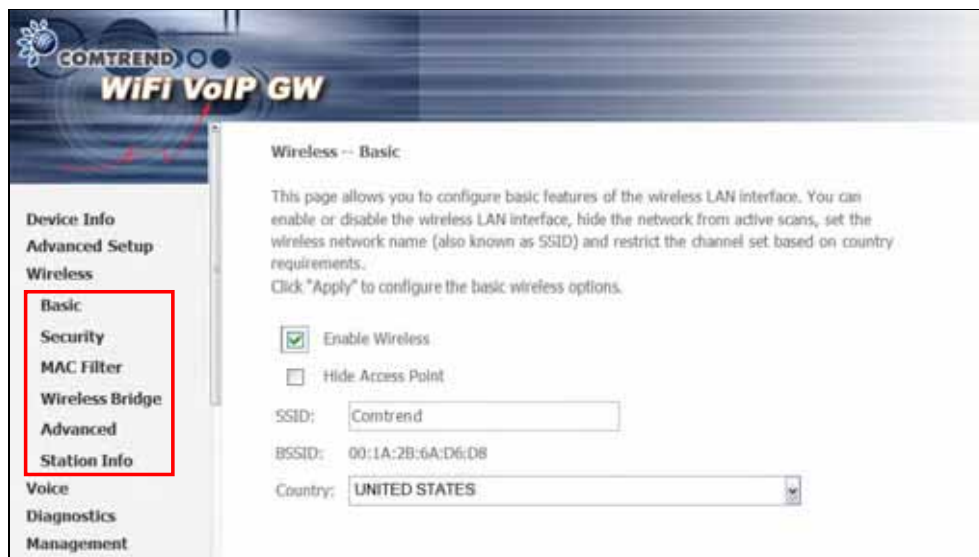 COMTREND
WiFi VoIP GW
Device Info
Advanced Setup
Wireless
Basic
Security
MAC Filter
Wireless Bridge
Advanced
Station Info
Voice
Diagnostics
Management
Wireless -- Basic
This page allows you to configure basic features of the wireless LAN interface. You can
enable or disable the wireless LAN interface, hide the network from active scans, set the
wireless network name (also known as SSID) and restrict the channel set based on country
requirements.
Click "Apply" to configure the basic wireless options.
Enable Wireless
Hide Access Point
SSID: Comtrend
BSSID: 00:1A:2B:6A:D6:D8
Country: UNITED STATES